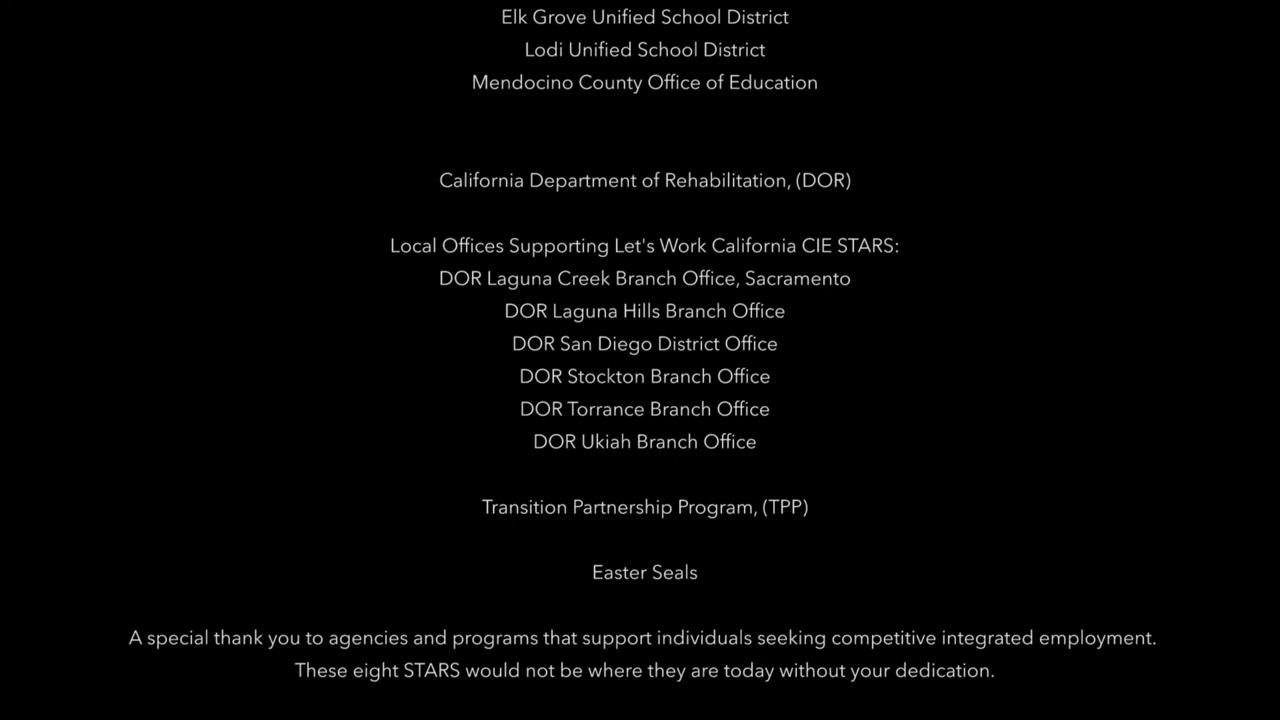 Elk Grove Unified School District
Lodi Unified School District
Mendocino County Office of Education
California Department of Rehabilitation, (DOR)
Local Offices Supporting Let's Work California CIE STARS:
DOR Laguna Creek Branch Office, Sacramento
DOR Laguna Hills Branch Office
DOR San Diego District Office
DOR Stockton Branch Office
DOR Torrance Branch Office
DOR Ukiah Branch Office
Transition Partnership Program, (TPP)
Easter Seals
A special thank you to agencies and programs that support individuals seeking competitive integrated employment.
These eight STARS would not be where they are today without your dedication.